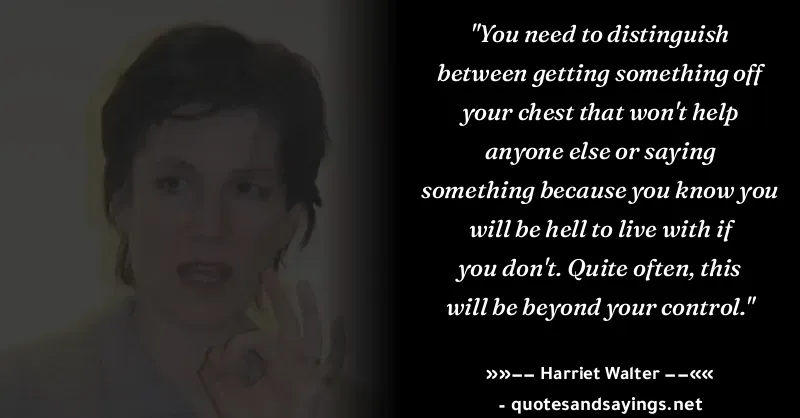 "You need to distinguish
between getting something off
your chest that won't help
anyone else or saying
something because you know you
will be hell to live with if
you don't. Quite often, this
will be beyond your control."
»»−− Harriet Walter −−««
- quotesandsayings.net